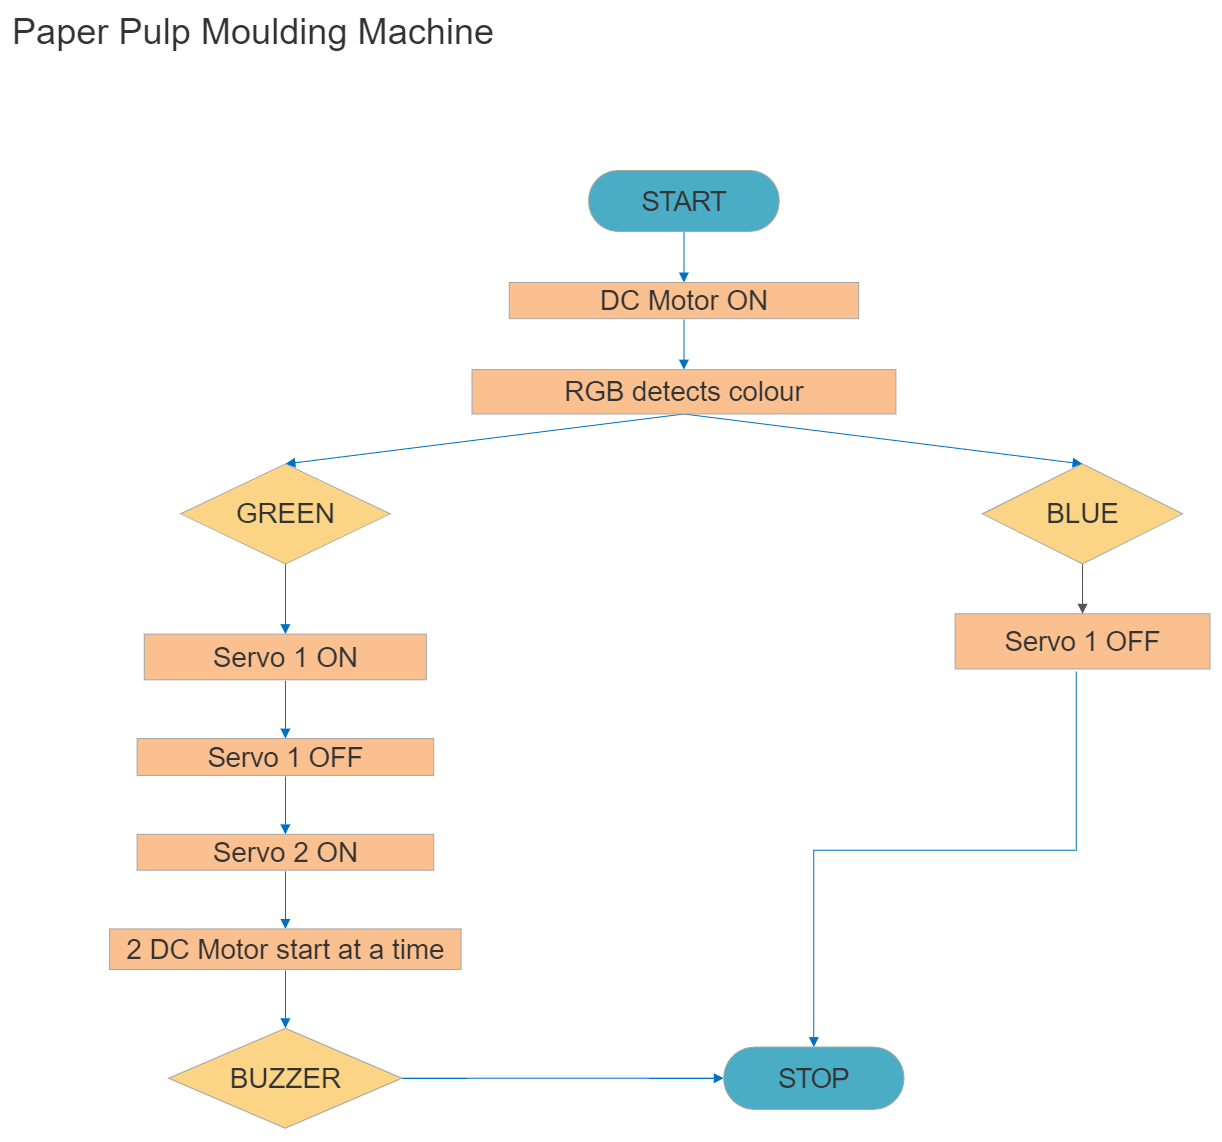 Paper Pulp Moulding Machine
START
DC Motor ON
RGB detects colour
GREEN
BLUE
Servo 1 ON
Servo 1 OFF
Servo 1 OFF
Servo 2 ON
2 DC Motor start at a time
BUZZER
STOP